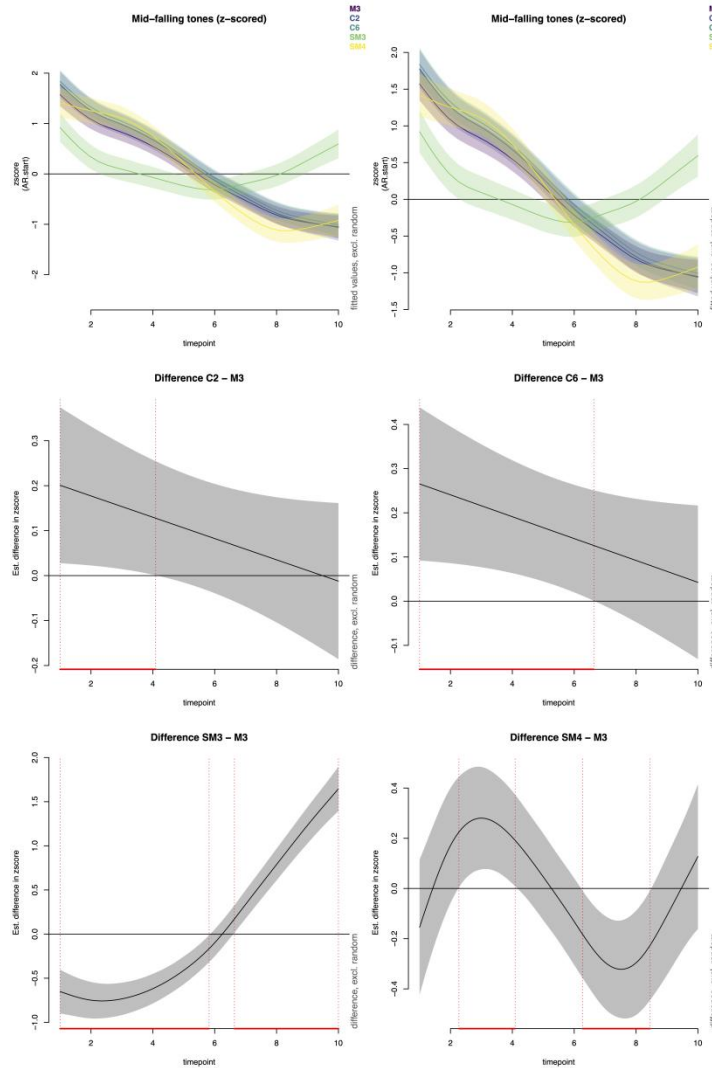 Mid-falling tones (z-scored)
M3
C2
C6
SM3
SM4
zscore
(AR.start)
2
1
0
−1
−2
2
4
6
8
10
timepoint
fitted values, excl. random
Mid-falling tones (z-scored)
zscore
(AR.start)
2.0
1.5
1.0
0.5
0.0
−0.5
−1.0
−1.5
2
4
6
8
10
timepoint
Difference C2 − M3
Est. difference in zscore
0.3
0.2
0.1
0.0
−0.1
−0.2
2
4
6
8
10
timepoint
difference, excl. random
Difference C6 − M3
Est. difference in zscore
0.4
0.3
0.2
0.1
0.0
−0.1
2
4
6
8
10
timepoint
Difference SM3 − M3
Est. difference in zscore
2.0
1.5
1.0
0.5
0.0
−0.5
−1.0
2
4
6
8
10
timepoint
difference, excl. random
Difference SM4 − M3
Est. difference in zscore
0.4
0.2
0.0
−0.2
−0.4
2
4
6
8
10
timepoint